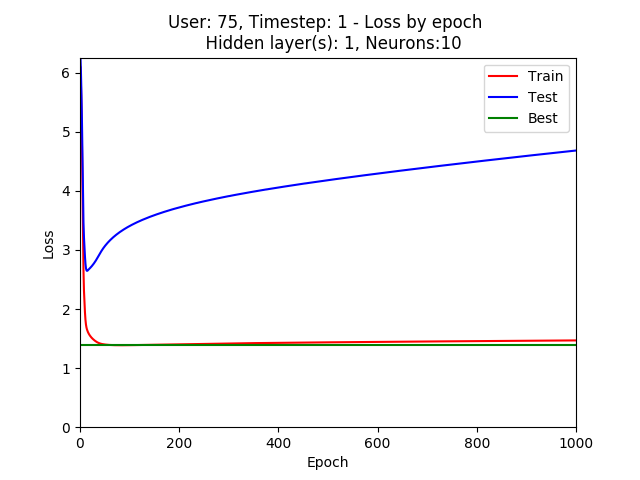 User: 75, Timestep: 1 - Loss by epoch
Hidden layer(s): 1, Neurons:10
Train
Test
Best
6
5
4
3
2
1
0
Loss
0
200
400
600
800
1000
Epoch